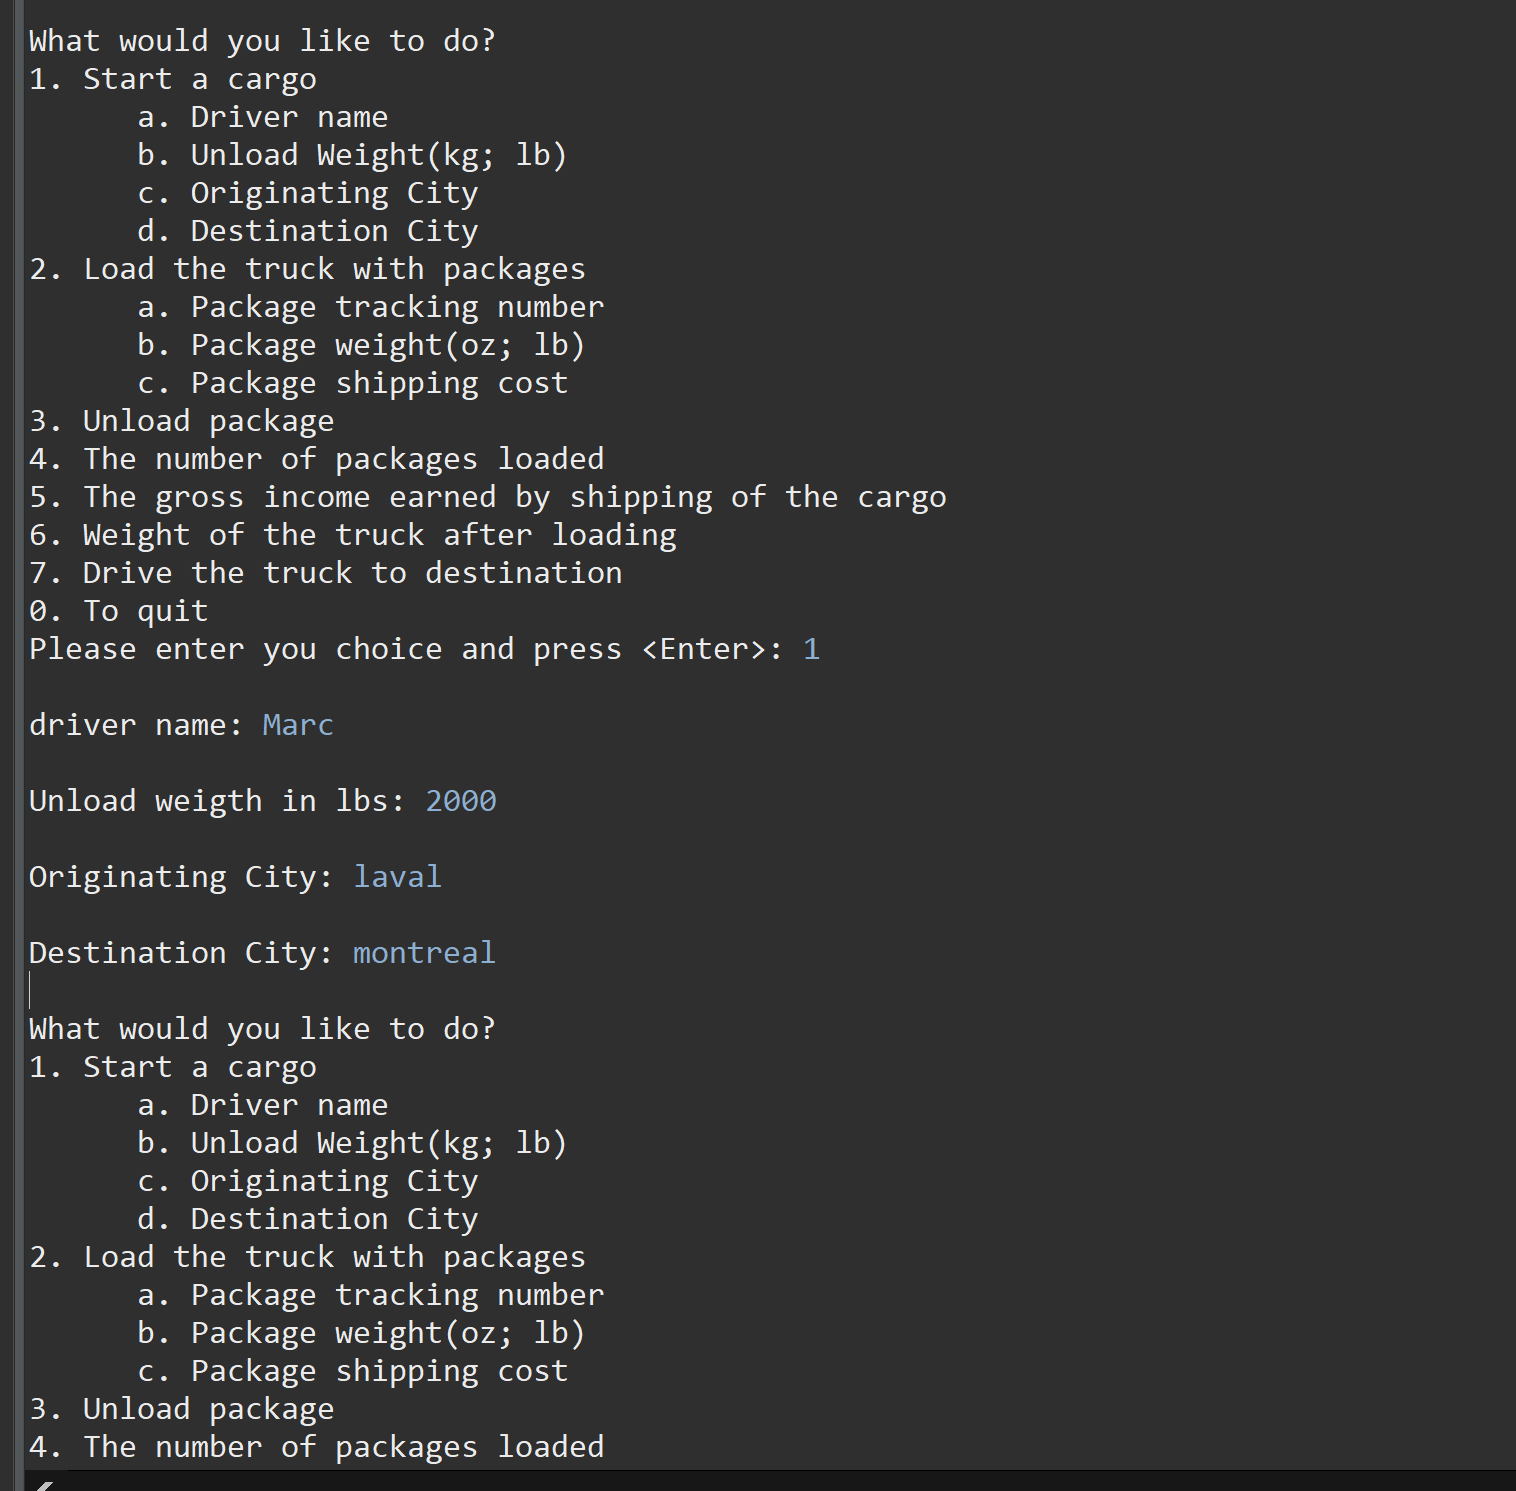 What would you like to do?
1. Start a cargo
a. Driver name
b. Unload Weight(kg; lb)
c. Originating City
d. Destination City
2. Load the truck with packages
a. Package tracking number
b. Package weight(oz; lb)
c. Package shipping cost
3. Unload package
4. The number of packages loaded
5. The gross income earned by shipping of the cargo
6. Weight of the truck after loading
7. Drive the truck to destination
0. To quit
Please enter you choice and press <Enter>: 1
driver name: Marc
Unload weigth in lbs: 2000
Originating City: laval
Destination City: montreal
What would you like to do?
1. Start a cargo
a. Driver name
b. Unload Weight(kg; lb)
c. Originating City
d. Destination City
2. Load the truck with packages
a. Package tracking number
b. Package weight(oz; lb)
c. Package shipping cost
3. Unload package
4. The number of packages loaded